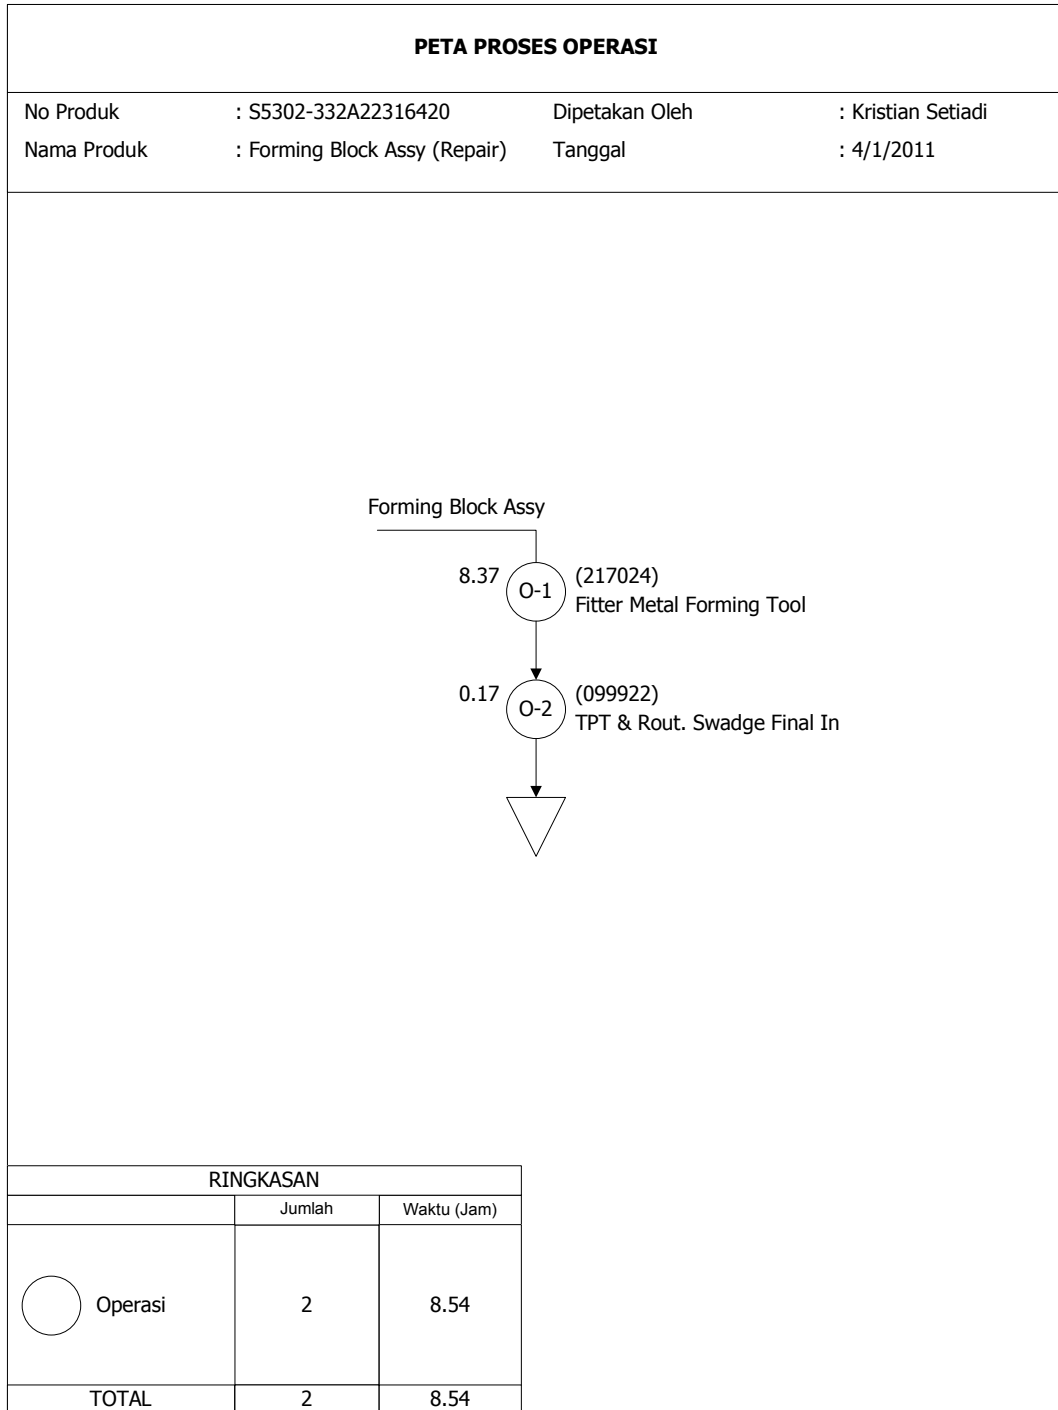 PETA PROSES OPERASI
No Produk : S5302-332A22316420 Dipetakan Oleh : Kristian Setiadi
Nama Produk : Forming Block Assy (Repair) Tanggal : 4/1/2011
Forming Block Assy
8.37 O-1 (217024)
Fitter Metal Forming Tool
0.17 O-2 (099922)
TPT & Rout. Swadge Final In
RINGKASAN
Jumlah Waktu (Jam)
Operasi 2 8.54
TOTAL 2 8.54